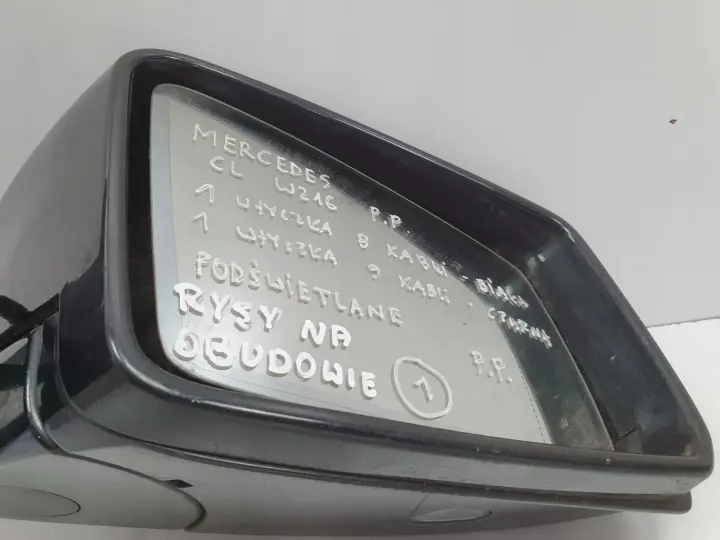 MERCEDES
CL W216 P.P.
1 WTYCZKA 8 KABLI - BIAŁA
1 WTYCZKA 9 KABLI - CZARNA
PODŚWIETLANE
RYSY NA
OBUDOWIE 1 P.P.